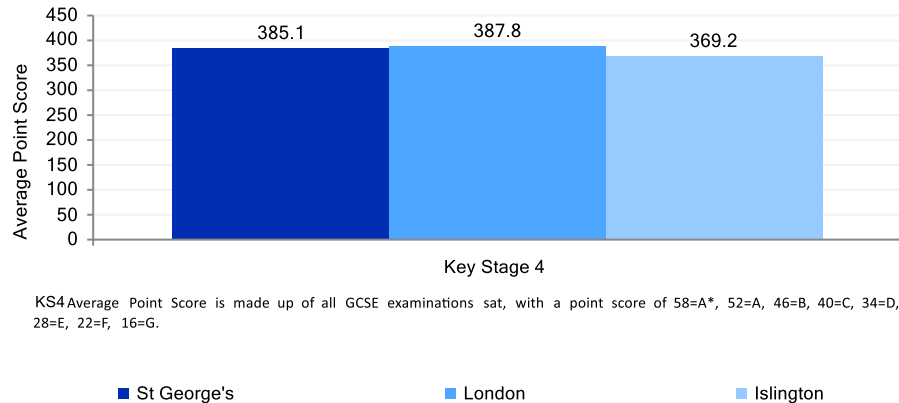 450
400
350
300
250
200
150
100
50
0
Average Point Score
385.1
387.8
369.2
Key Stage 4
KS4 Average Point Score is made up of all GCSE examinations sat, with a point score of 58=A*, 52=A, 46=B, 40=C, 34=D,
28=E, 22=F, 16=G.
St George's
London
Islington